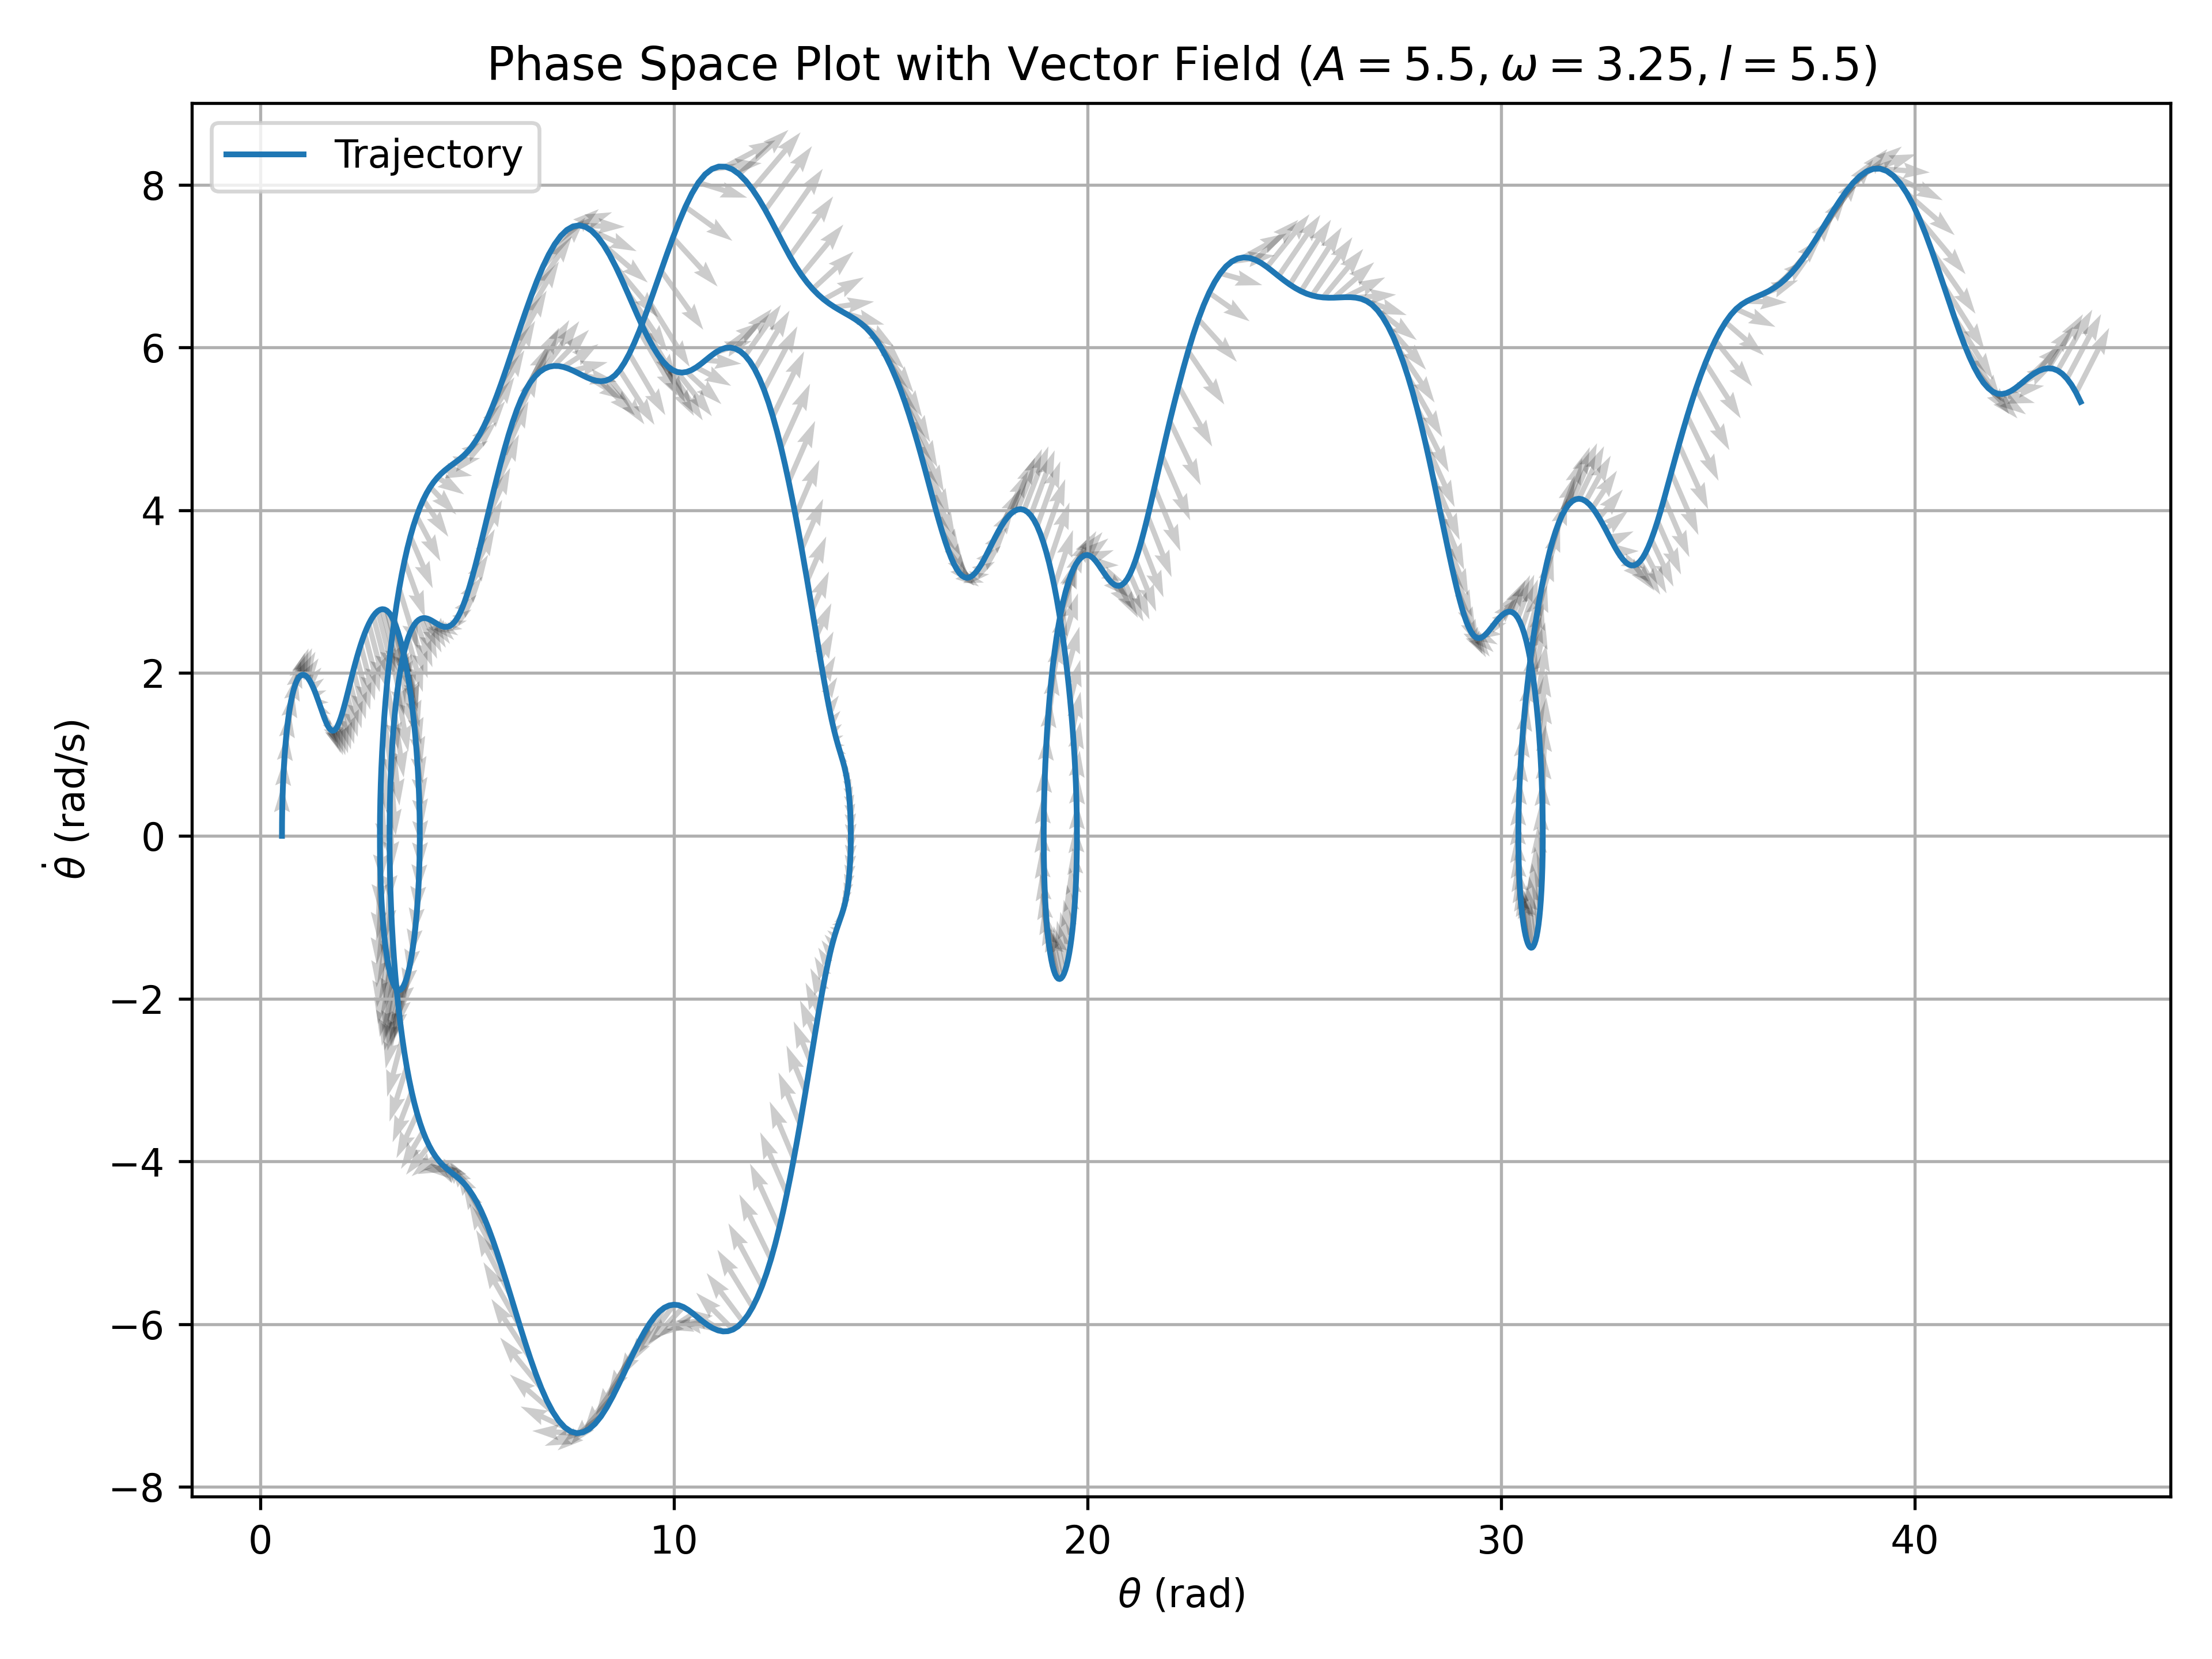 Phase Space Plot with Vector Field (A = 5.5, ω = 3.25, l = 5.5)
Trajectory
8
6
4
2
0
−2
−4
−6
−8
θ̇ (rad/s)
0 10 20 30 40
θ (rad)